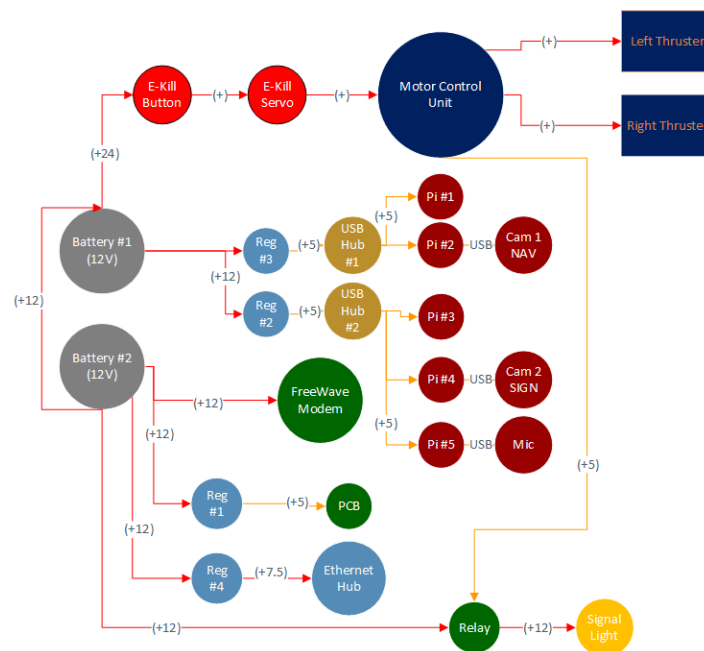 (+)
Left Thruster
E-Kill
Button
(+)
E-Kill
Servo
(+)
Motor Control
Unit
(+)
Right Thruster
(+24)
Pi #1
(+5)
Battery #1
(12V)
Reg
#3
(+5)
USB
Hub
#1
Pi #2
USB
Cam 1
NAV
(+12)
(+12)
Reg
#2
(+5)
USB
Hub
#2
Pi #3
Battery #2
(12V)
FreeWave
Modem
(+12)
Pi #4
USB
Cam 2
SIGN
(+5)
(+12)
Pi #5
USB
Mic
(+5)
Reg
#1
(+5)
PCB
(+12)
Reg
#4
(+7.5)
Ethernet
Hub
(+12)
Relay
(+12)
Signal
Light